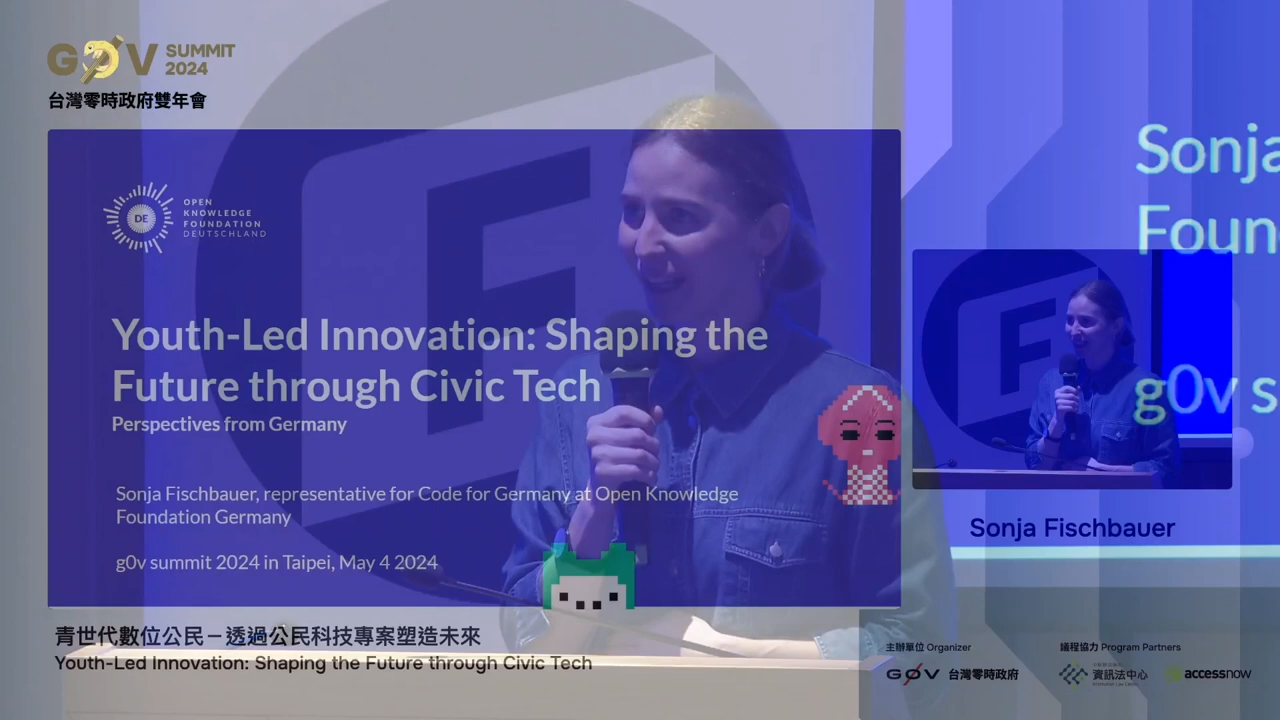 G0V SUMMIT
2024
台灣零時政府雙年會
DE
OPEN
KNOWLEDGE
FOUNDATION
DEUTSCHLAND
Youth-Led Innovation: Shaping the
Future through Civic Tech
Perspectives from Germany
Sonja Fischbauer, representative for Code for Germany at Open Knowledge
Foundation Germany
g0v summit 2024 in Taipei, May 4 2024
Sonja
Foun
g0v s
Sonja Fischbauer
青世代數位公民－透過公民科技專案塑造未來
Youth-Led Innovation: Shaping the Future through Civic Tech
主辦單位 Organizer
G0V 台灣零時政府
議程協力 Program Partners
資訊法中心
accessnow